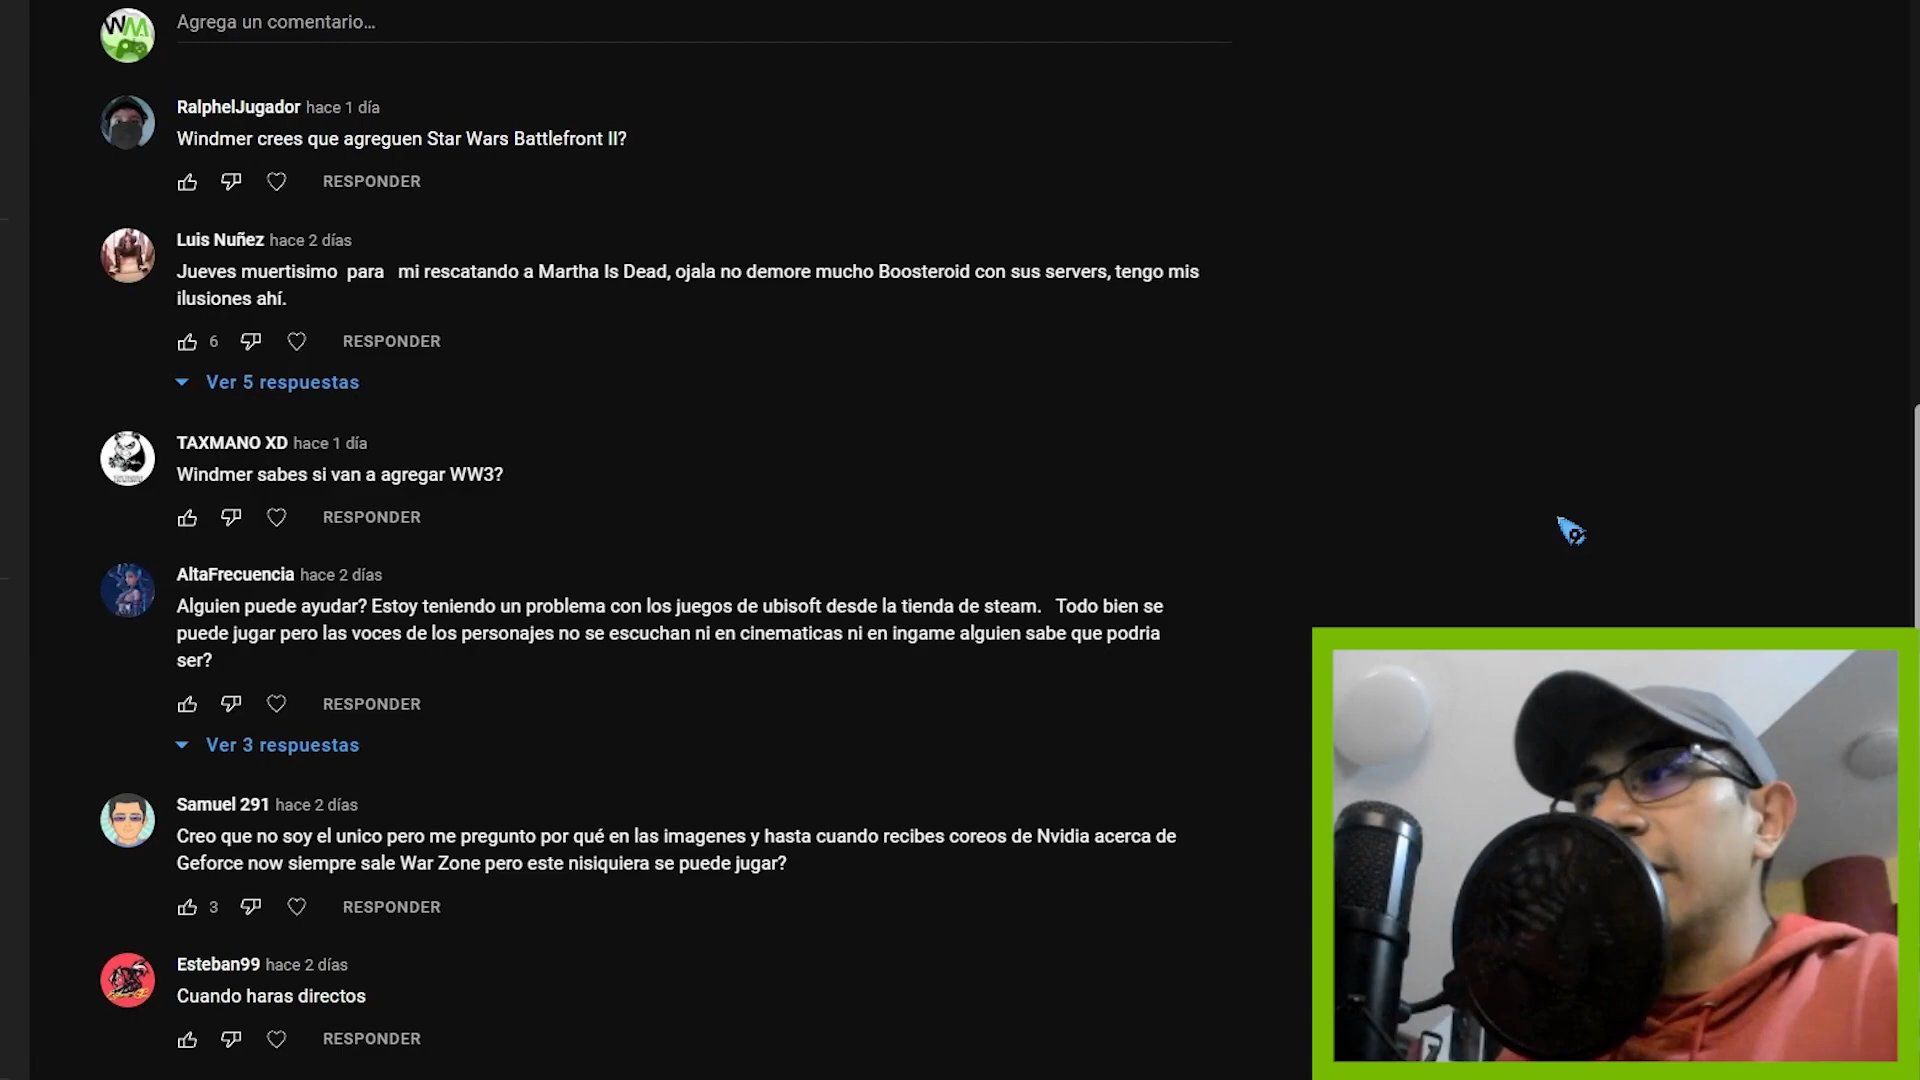 WM
Agrega un comentario...
RalphelJugador hace 1 día
Windmer crees que agreguen Star Wars Battlefront II?
RESPONDER
Luis Nuñez hace 2 días
Jueves muertisimo para mi rescatando a Martha Is Dead, ojala no demore mucho Boosteroid con sus servers, tengo mis
ilusiones ahí.
6 RESPONDER
Ver 5 respuestas
TAXMANO XD hace 1 día
Windmer sabes si van a agregar WW3?
RESPONDER
AltaFrecuencia hace 2 días
Alguien puede ayudar? Estoy teniendo un problema con los juegos de ubisoft desde la tienda de steam. Todo bien se
puede jugar pero las voces de los personajes no se escuchan ni en cinematicas ni en ingame alguien sabe que podria
ser?
RESPONDER
Ver 3 respuestas
Samuel 291 hace 2 días
Creo que no soy el unico pero me pregunto por qué en las imagenes y hasta cuando recibes coreos de Nvidia acerca de
Geforce now siempre sale War Zone pero este nisiquiera se puede jugar?
3 RESPONDER
Esteban99 hace 2 días
Cuando haras directos
RESPONDER